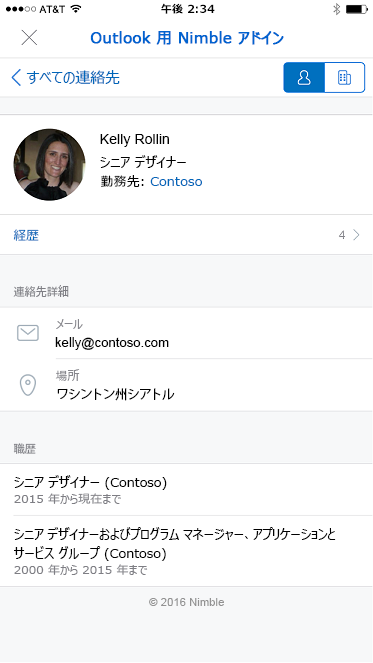 AT&T 午後 2:34
Outlook 用 Nimble アドイン
すべての連絡先
Kelly Rollin
シニア デザイナー
勤務先: Contoso
経歴 4
連絡先詳細
メール
kelly@contoso.com
場所
ワシントン州シアトル
職歴
シニア デザイナー (Contoso)
2015 年から現在まで
シニア デザイナーおよびプログラム マネージャー、アプリケーションと
サービス グループ (Contoso)
2000 年から 2015 年まで
© 2016 Nimble